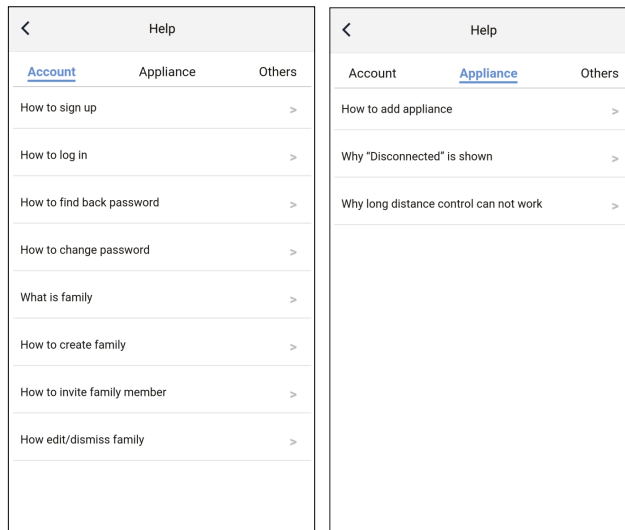 Help
Account Appliance Others
How to sign up >
How to log in >
How to find back password >
How to change password >
What is family >
How to create family >
How to invite family member >
How edit/dismiss family >
Help
Account Appliance Others
How to add appliance >
Why “Disconnected” is shown >
Why long distance control can not work >